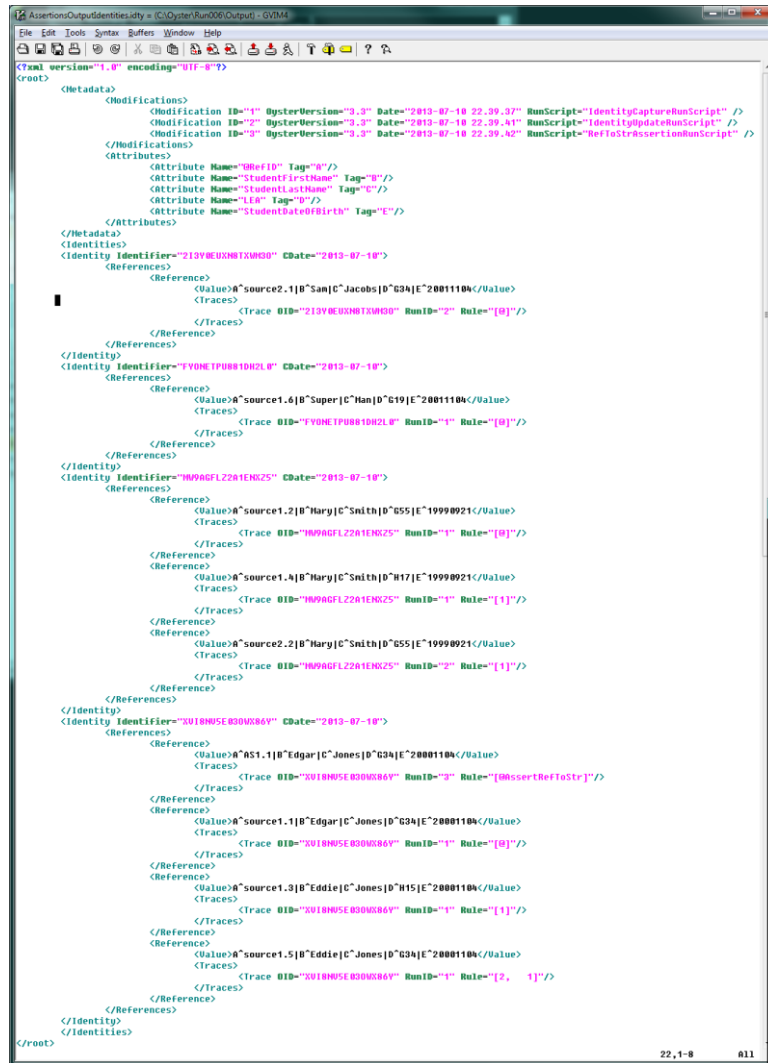 AssertionsOutputIdentities.idty = (C:\Oyster\Run006\Output) - GVIM4
File Edit Tools Syntax Buffers Window Help
<?xml version="1.0" encoding="UTF-8"?>
<root>
<Metadata>
<Modifications>
<Modification ID="1" OysterVersion="3.3" Date="2013-07-10 22.39.37" RunScript="IdentityCaptureRunScript" />
<Modification ID="2" OysterVersion="3.3" Date="2013-07-10 22.39.41" RunScript="IdentityUpdateRunScript" />
<Modification ID="3" OysterVersion="3.3" Date="2013-07-10 22.39.42" RunScript="RefToStrAssertionRunScript" />
</Modifications>
<Attributes>
<Attribute Name="@RefID" Tag="A"/>
<Attribute Name="StudentFirstName" Tag="B"/>
<Attribute Name="StudentLastName" Tag="C"/>
<Attribute Name="LEA" Tag="D"/>
<Attribute Name="StudentDateOfBirth" Tag="E"/>
</Attributes>
</Metadata>
<Identities>
<Identity Identifier="2I3Y0EUXN8TXWM3O" CDate="2013-07-10">
<References>
<Reference>
<Value>A^source2.1|B^Sam|C^Jacobs|D^G34|E^20011104</Value>
<Traces>
<Trace OID="2I3Y0EUXN8TXWM3O" RunID="2" Rule="[@]"/>
</Traces>
</Reference>
</References>
</Identity>
<Identity Identifier="FYONETPU881DH2L0" CDate="2013-07-10">
<References>
<Reference>
<Value>A^source1.6|B^Super|C^Man|D^G19|E^20011104</Value>
<Traces>
<Trace OID="FYONETPU881DH2L0" RunID="1" Rule="[@]"/>
</Traces>
</Reference>
</References>
</Identity>
<Identity Identifier="MW9AGFLZ2A1ENXZ5" CDate="2013-07-10">
<References>
<Reference>
<Value>A^source1.2|B^Mary|C^Smith|D^G55|E^19990921</Value>
<Traces>
<Trace OID="MW9AGFLZ2A1ENXZ5" RunID="1" Rule="[@]"/>
</Traces>
</Reference>
<Reference>
<Value>A^source1.4|B^Mary|C^Smith|D^H17|E^19990921</Value>
<Traces>
<Trace OID="MW9AGFLZ2A1ENXZ5" RunID="1" Rule="[1]"/>
</Traces>
</Reference>
<Reference>
<Value>A^source2.2|B^Mary|C^Smith|D^G55|E^19990921</Value>
<Traces>
<Trace OID="MW9AGFLZ2A1ENXZ5" RunID="2" Rule="[1]"/>
</Traces>
</Reference>
</References>
</Identity>
<Identity Identifier="XVI8NV5E03OWX86Y" CDate="2013-07-10">
<References>
<Reference>
<Value>A^AS1.1|B^Edgar|C^Jones|D^G34|E^20001104</Value>
<Traces>
<Trace OID="XVI8NV5E03OWX86Y" RunID="3" Rule="[@AssertRefToStr]"/>
</Traces>
</Reference>
<Reference>
<Value>A^source1.1|B^Edgar|C^Jones|D^G34|E^20001104</Value>
<Traces>
<Trace OID="XVI8NV5E03OWX86Y" RunID="1" Rule="[@]"/>
</Traces>
</Reference>
<Reference>
<Value>A^source1.3|B^Eddie|C^Jones|D^H15|E^20001104</Value>
<Traces>
<Trace OID="XVI8NV5E03OWX86Y" RunID="1" Rule="[1]"/>
</Traces>
</Reference>
<Reference>
<Value>A^source1.5|B^Eddie|C^Jones|D^G34|E^20001104</Value>
<Traces>
<Trace OID="XVI8NV5E03OWX86Y" RunID="1" Rule="[2, 1]"/>
</Traces>
</Reference>
</References>
</Identity>
</Identities>
</root>
22,1-8 All